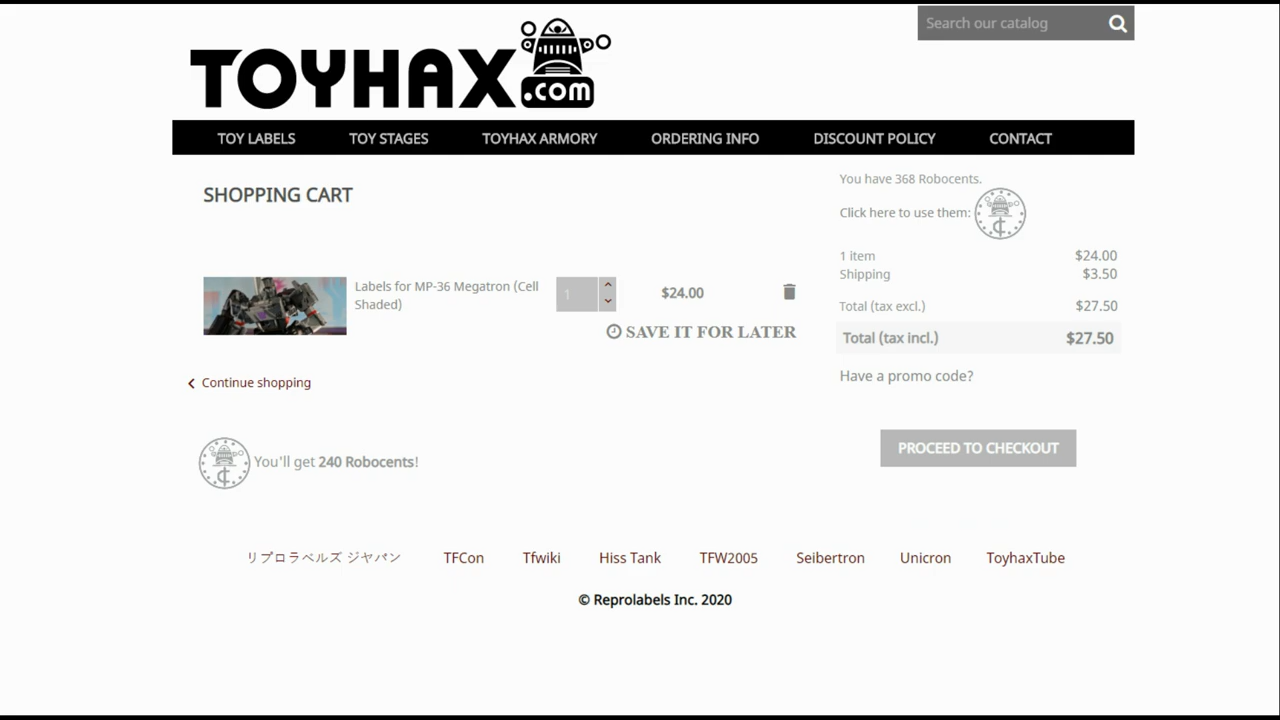 Search our catalog
TOYHAX
.com
TOY LABELS TOY STAGES TOYHAX ARMORY ORDERING INFO DISCOUNT POLICY CONTACT
SHOPPING CART
You have 368 Robocents.
Click here to use them:
1 item $24.00
Shipping $3.50
Total (tax excl.) $27.50
Total (tax incl.) $27.50
Have a promo code?
PROCEED TO CHECKOUT
Labels for MP-36 Megatron (Cell
Shaded)
1
$24.00
SAVE IT FOR LATER
Continue shopping
You'll get 240 Robocents!
リプロラベルズ ジヤパン TFCon Tfwiki Hiss Tank TFW2005 Seibertron Unicron ToyhaxTube
© Reprolabels Inc. 2020